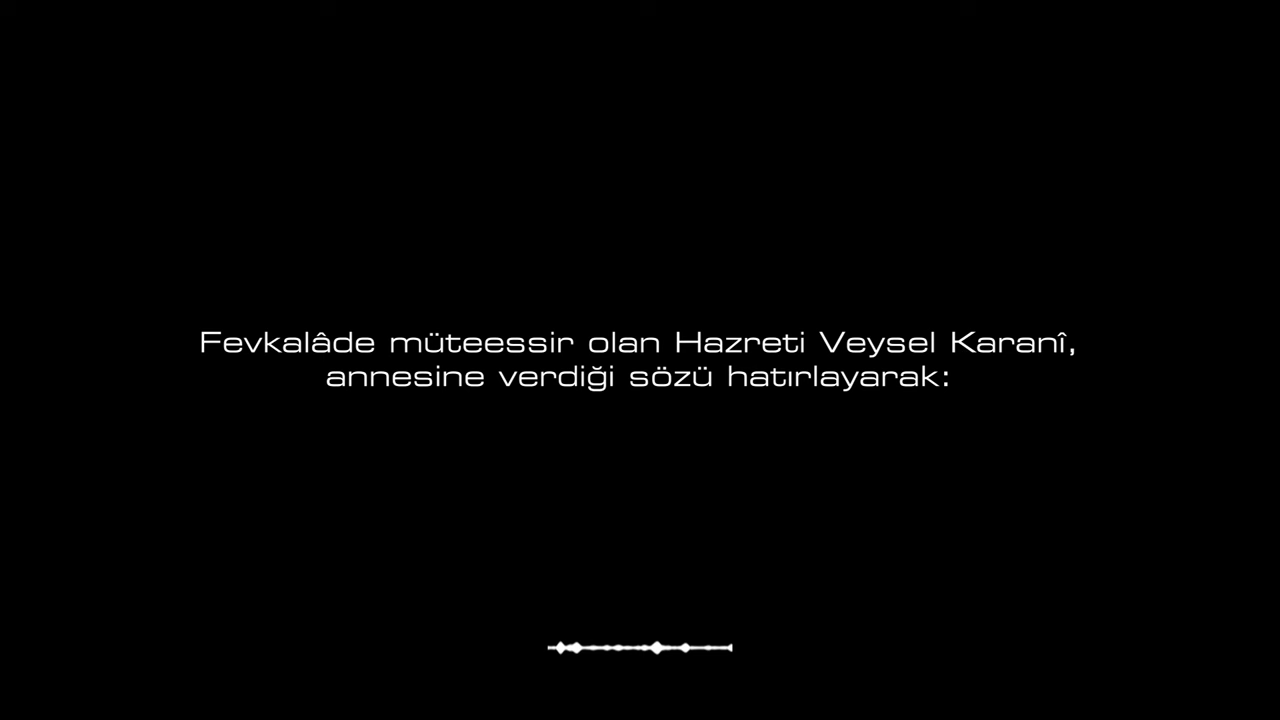 Fevkalâde müteessir olan Hazreti Veysel Karanî,
annesine verdiği sözü hatırlayarak: